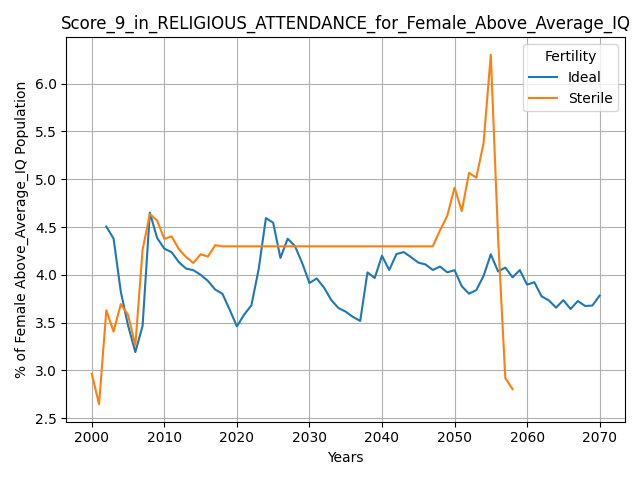 Score_9_in_RELIGIOUS_ATTENDANCE_for_Female_Above_Average_IQ
% of Female Above_Average_IQ Population
6.0
5.5
5.0
4.5
4.0
3.5
3.0
2.5
Fertility
Ideal
Sterile
2000 2010 2020 2030 2040 2050 2060 2070
Years